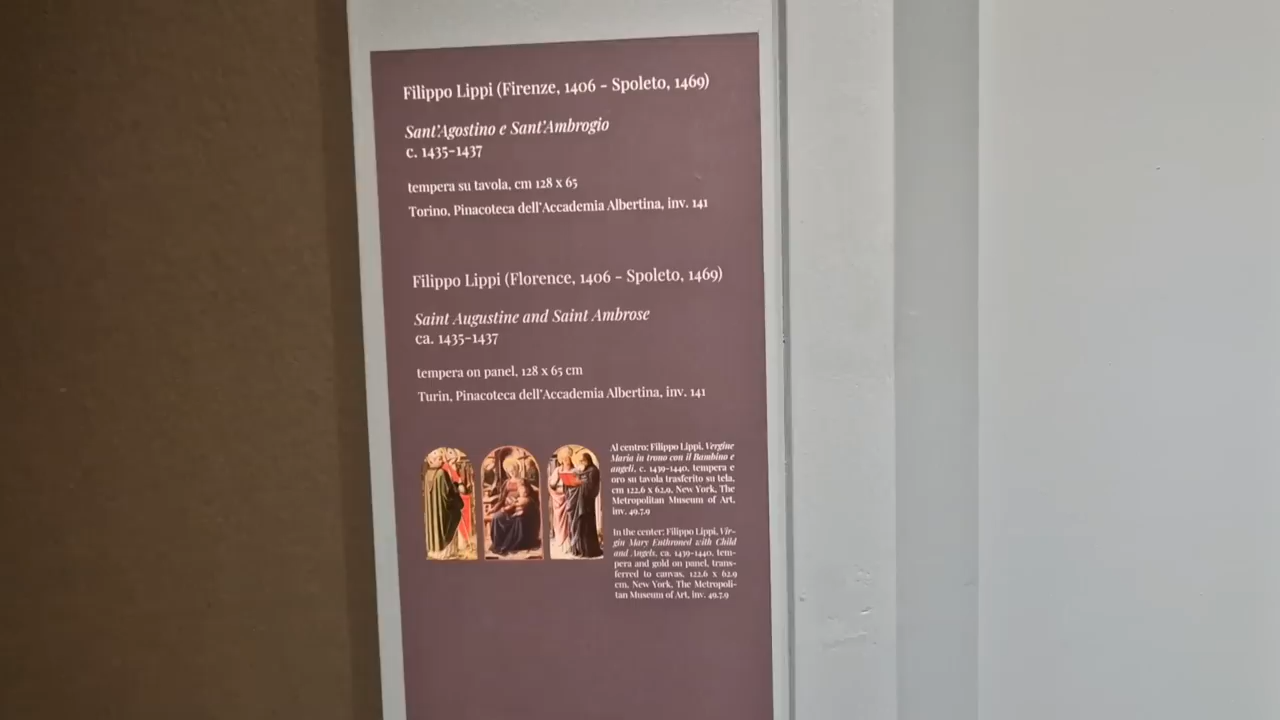 Filippo Lippi (Firenze, 1406 - Spoleto, 1469)
Sant'Agostino e Sant'Ambrogio
c. 1435-1437
tempera su tavola, cm 128 x 65
Torino, Pinacoteca dell'Accademia Albertina, inv. 141
Filippo Lippi (Florence, 1406 - Spoleto, 1469)
Saint Augustine and Saint Ambrose
ca. 1435-1437
tempera on panel, 128 x 65 cm
Turin, Pinacoteca dell'Accademia Albertina, inv. 141
Al centro: Filippo Lippi, Vergine
Maria in trono con il Bambino e
angeli, c. 1439-1440, tempera e
oro su tavola trasferito su tela,
cm 122,6 x 62,9, New York, The
Metropolitan Museum of Art,
inv. 49.7.9
In the center: Filippo Lippi, Vir-
gin Mary Enthroned with Child
and Angels, ca. 1439-1440, tem-
pera and gold on panel, trans-
ferred to canvas, 122.6 x 62.9
cm, New York, The Metropoli-
tan Museum of Art, inv. 49.7.9